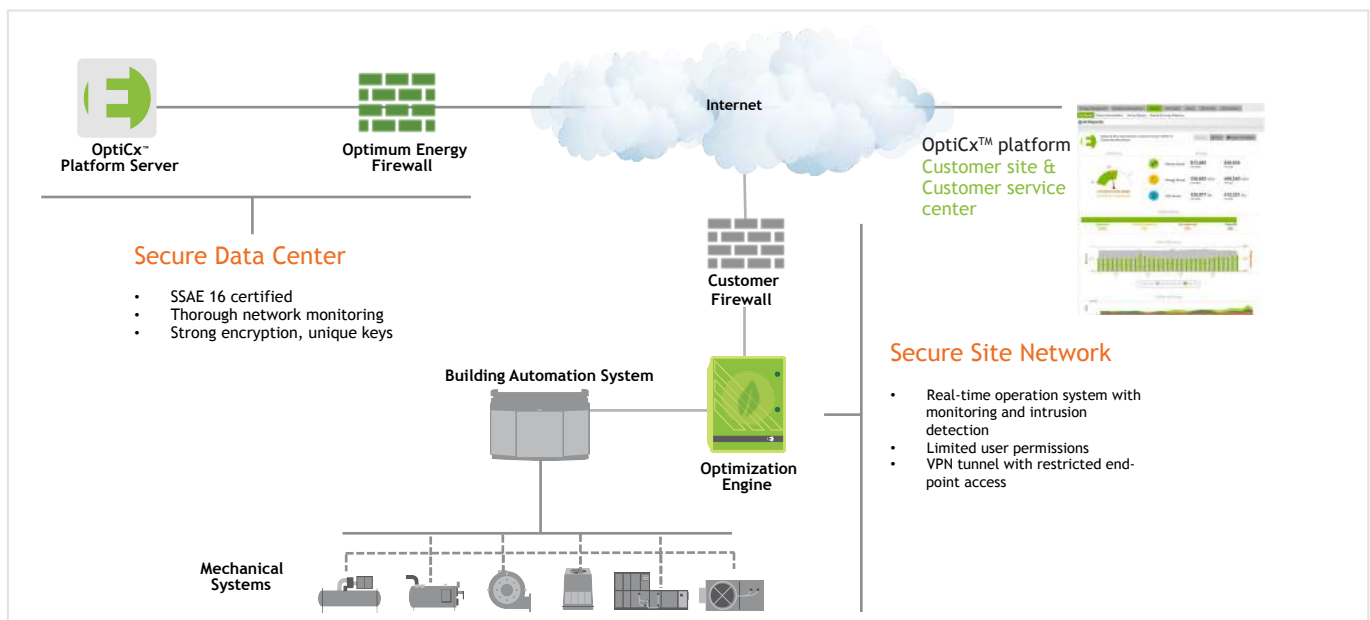 Internet
OptiCx™
Platform Server
Optimum Energy
Firewall
OptiCx™ platform
Customer site &
Customer service
center
Secure Data Center
• SSAE 16 certified
• Thorough network monitoring
• Strong encryption, unique keys
Customer
Firewall
Building Automation System
Optimization
Engine
Secure Site Network
• Real-time operation system with
monitoring and intrusion
detection
• Limited user permissions
• VPN tunnel with restricted end-
point access
Mechanical
Systems